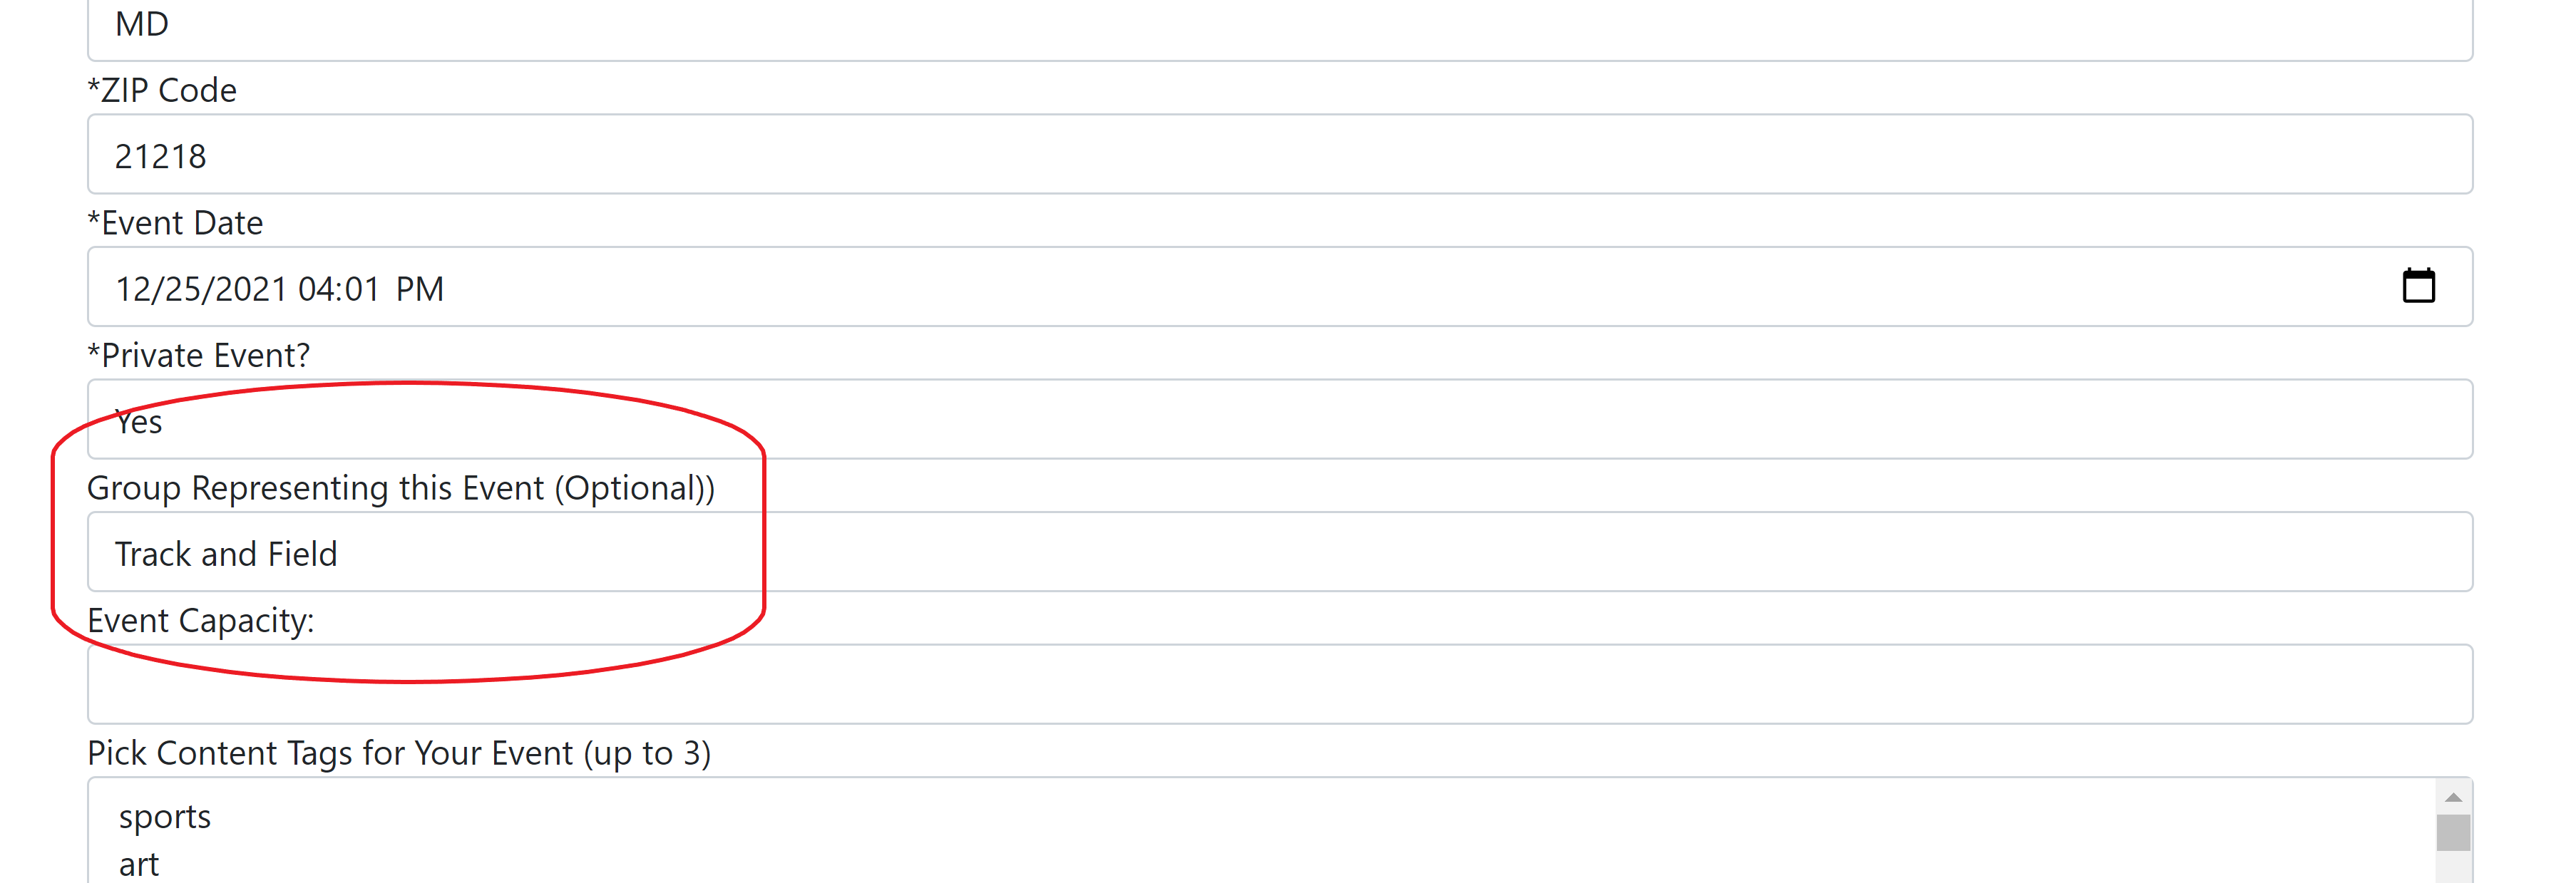 MD
*ZIP Code
21218
*Event Date
12/25/2021 04:01 PM
*Private Event?
Yes
Group Representing this Event (Optional))
Track and Field
Event Capacity:
Pick Content Tags for Your Event (up to 3)
sports
art